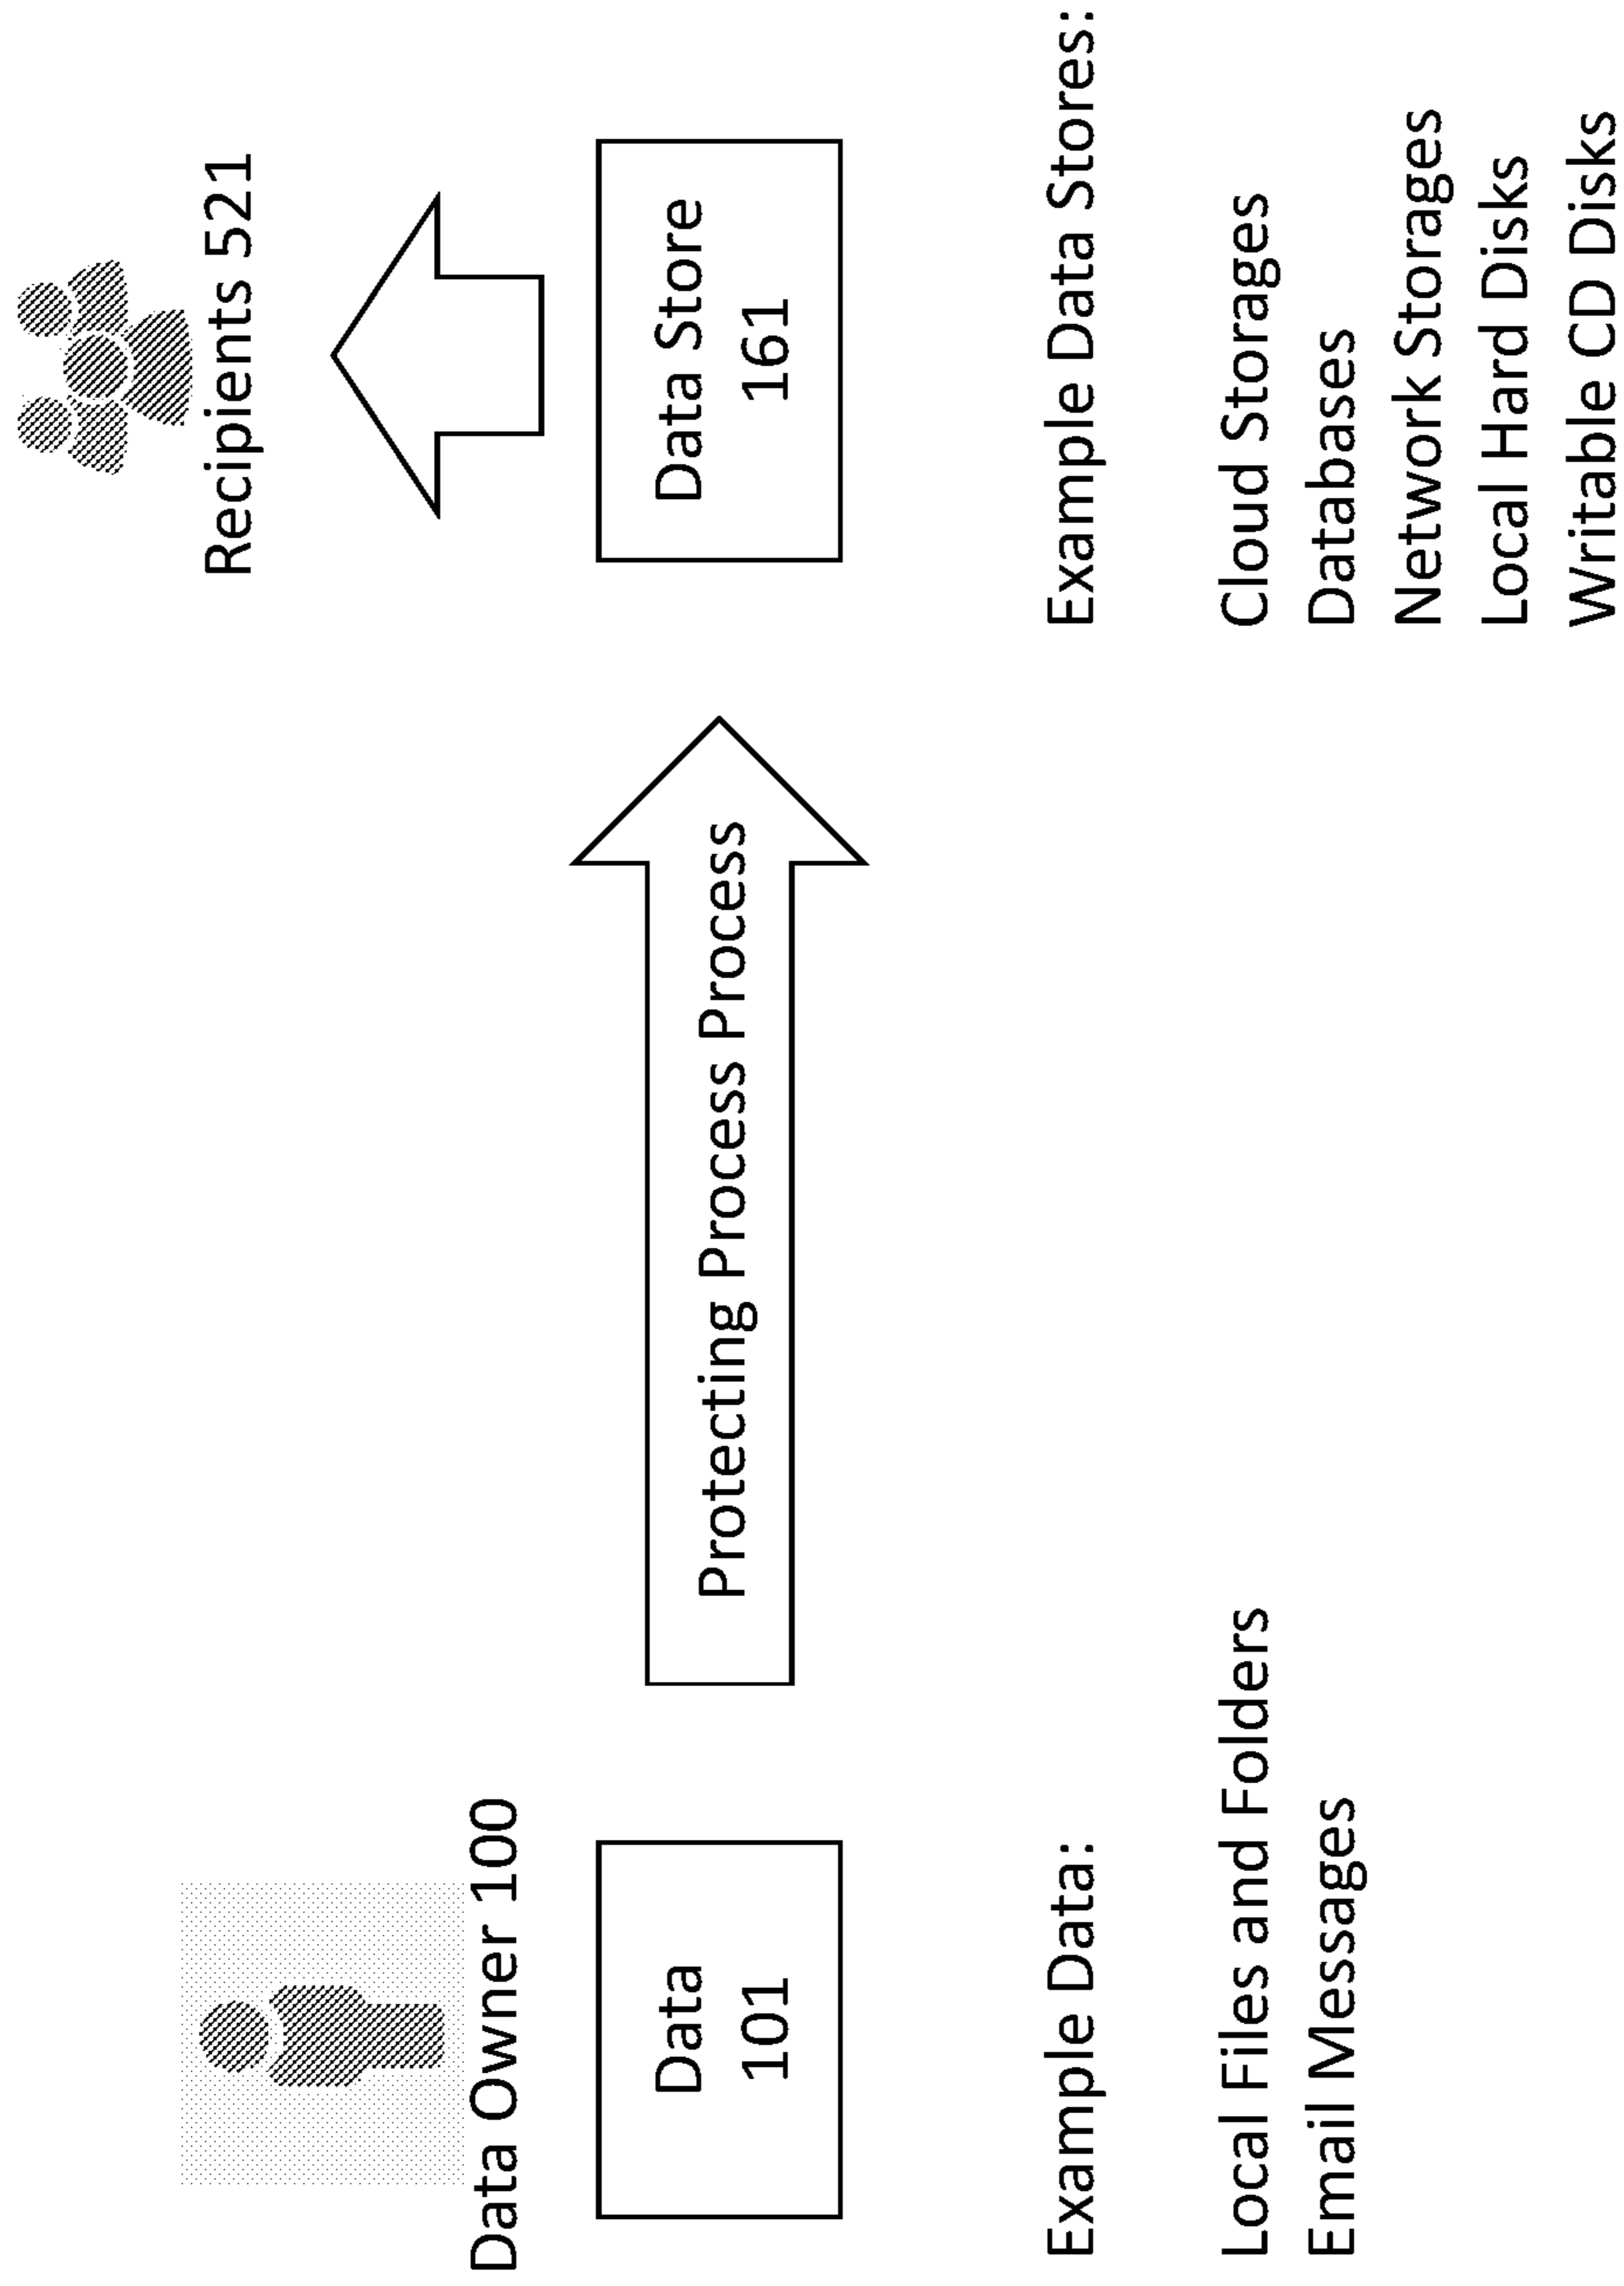 Data Owner 100
Data
101
Example Data:
Local Files and Folders
Email Messages
Protecting Process Process
Recipients 521
Data Store
161
Example Data Stores:
Cloud Storages
Databases
Network Storages
Local Hard Disks
Writable CD Disks